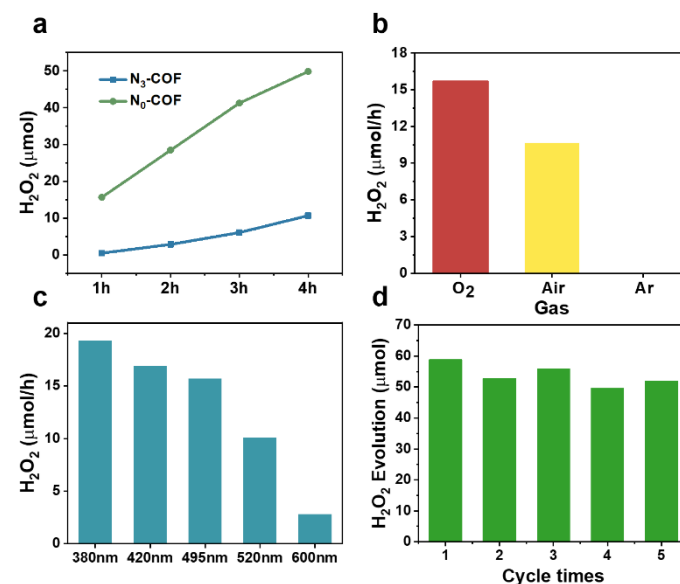 a
H₂O₂ (μmol)
50
40
30
20
10
0
N₃-COF
N₀-COF
1h 2h 3h 4h
b
H₂O₂ (μmol/h)
18
15
12
9
6
3
0
O₂ Air Ar
Gas
c
H₂O₂ (μmol/h)
20
15
10
5
0
380nm 420nm 495nm 520nm 600nm
d
H₂O₂ Evolution (μmol)
70
60
50
40
30
20
10
0
1 2 3 4 5
Cycle times